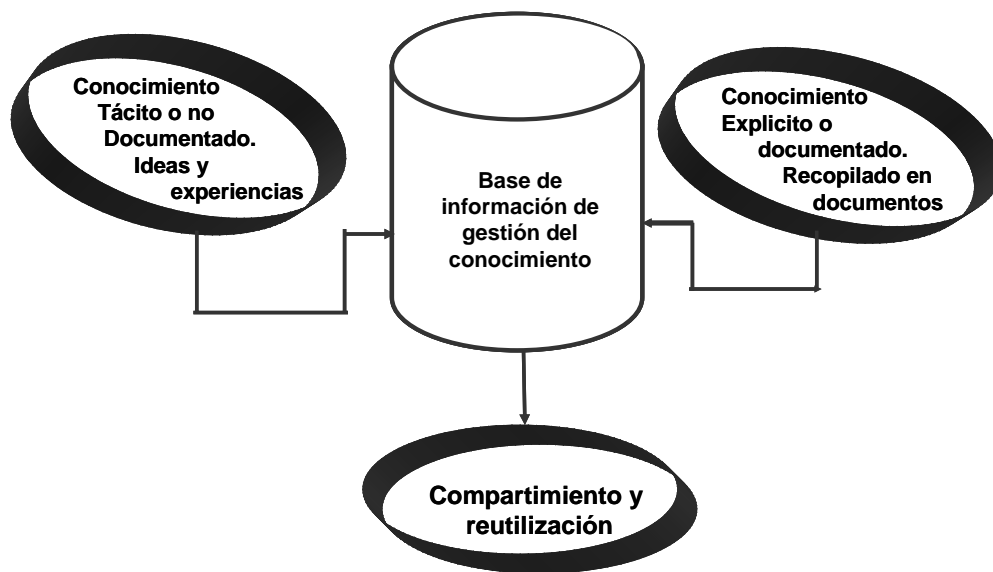 Conocimiento
Tácito o no
Documentado.
Ideas y
experiencias
Base de
información de
gestión del
conocimiento
Conocimiento
Explicito o
documentado.
Recopilado en
documentos
Compartimiento y
reutilización